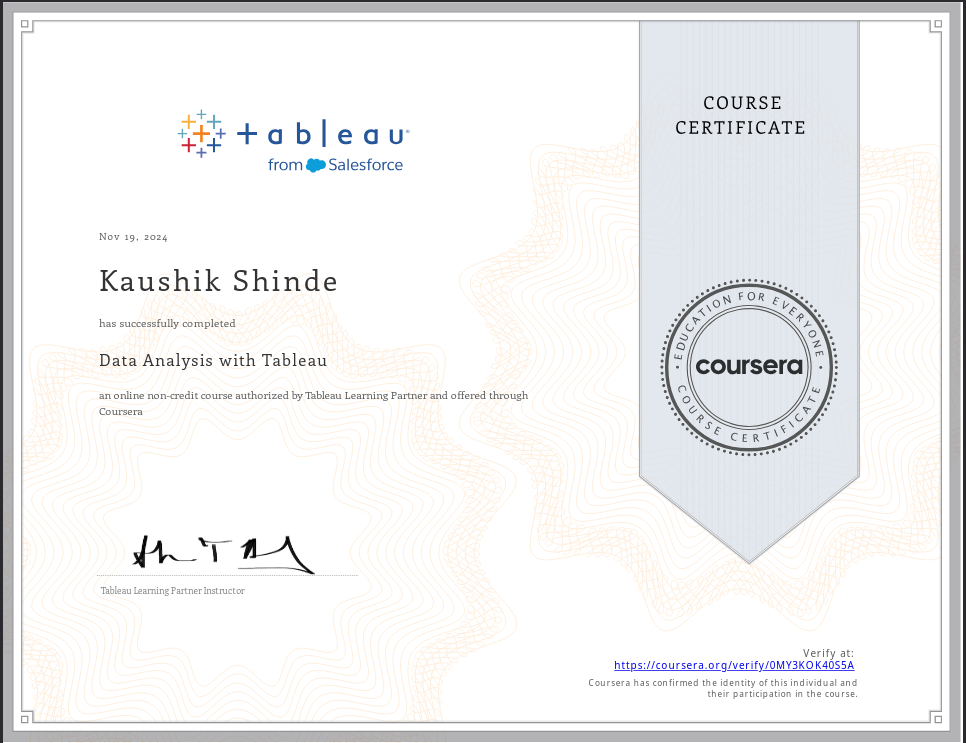 COURSE
CERTIFICATE
+ a b l e a u®
from Salesforce
Nov 19, 2024
Kaushik Shinde
has successfully completed
Data Analysis with Tableau
an online non-credit course authorized by Tableau Learning Partner and offered through
Coursera
EDUCATION FOR EVERYONE
coursera
COURSE CERTIFICATE
Tableau Learning Partner Instructor
Verify at:
https://coursera.org/verify/0MY3KOK40S5A
Coursera has confirmed the identity of this individual and
their participation in the course.